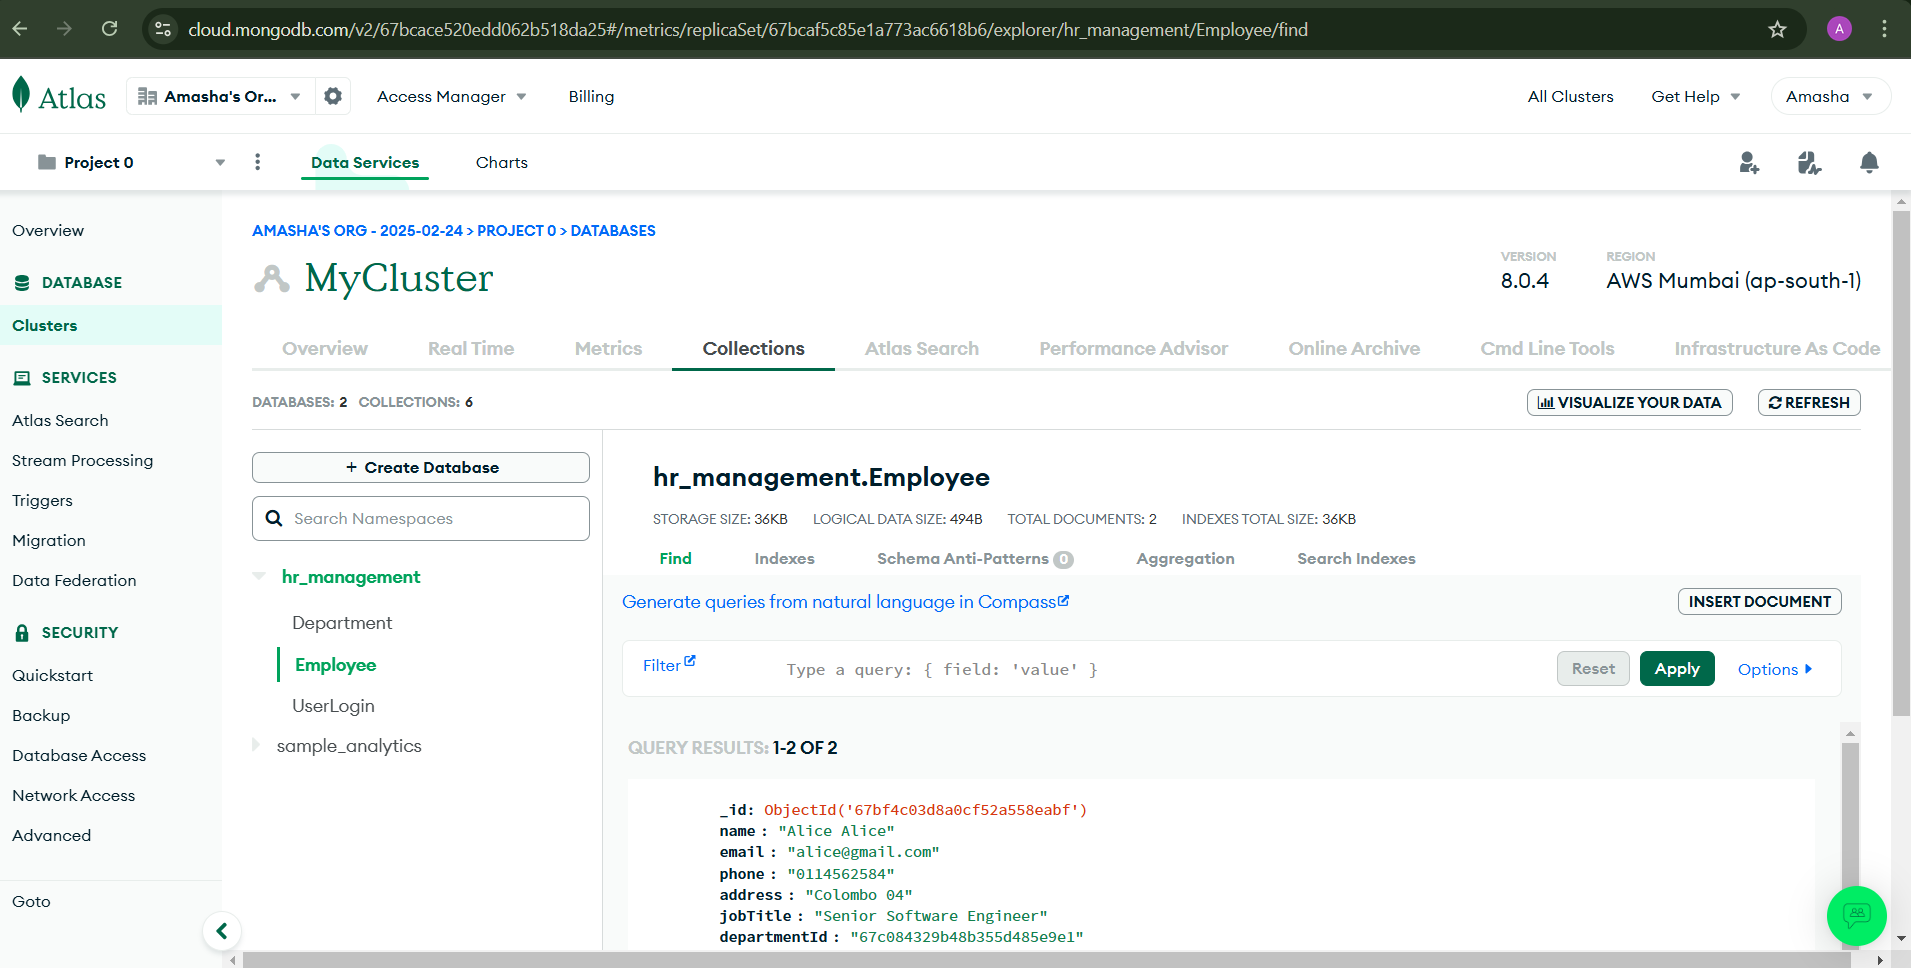 cloud.mongodb.com/v2/67bcace520edd062b518da25#/metrics/replicaSet/67bcaf5c85e1a773ac6618b6/explorer/hr_management/Employee/find
A
Atlas
Amasha's Or...
Access Manager
Billing
All Clusters
Get Help
Amasha
Project 0
Data Services
Charts
Overview
DATABASE
Clusters
SERVICES
Atlas Search
Stream Processing
Triggers
Migration
Data Federation
SECURITY
Quickstart
Backup
Database Access
Network Access
Advanced
Goto
AMASHA'S ORG - 2025-02-24 > PROJECT 0 > DATABASES
MyCluster
VERSION
8.0.4
REGION
AWS Mumbai (ap-south-1)
Overview
Real Time
Metrics
Collections
Atlas Search
Performance Advisor
Online Archive
Cmd Line Tools
Infrastructure As Code
DATABASES: 2 COLLECTIONS: 6
VISUALIZE YOUR DATA
REFRESH
+ Create Database
Search Namespaces
hr_management
Department
Employee
UserLogin
sample_analytics
hr_management.Employee
STORAGE SIZE: 36KB LOGICAL DATA SIZE: 494B TOTAL DOCUMENTS: 2 INDEXES TOTAL SIZE: 36KB
Find
Indexes
Schema Anti-Patterns 0
Aggregation
Search Indexes
Generate queries from natural language in Compass
INSERT DOCUMENT
Filter
Type a query: { field: 'value' }
Reset
Apply
Options
QUERY RESULTS: 1-2 OF 2
_id: ObjectId('67bf4c03d8a0cf52a558eabf')
name : "Alice Alice"
email : "alice@gmail.com"
phone : "0114562584"
address : "Colombo 04"
jobTitle : "Senior Software Engineer"
departmentId : "67c084329b48b355d485e9e1"